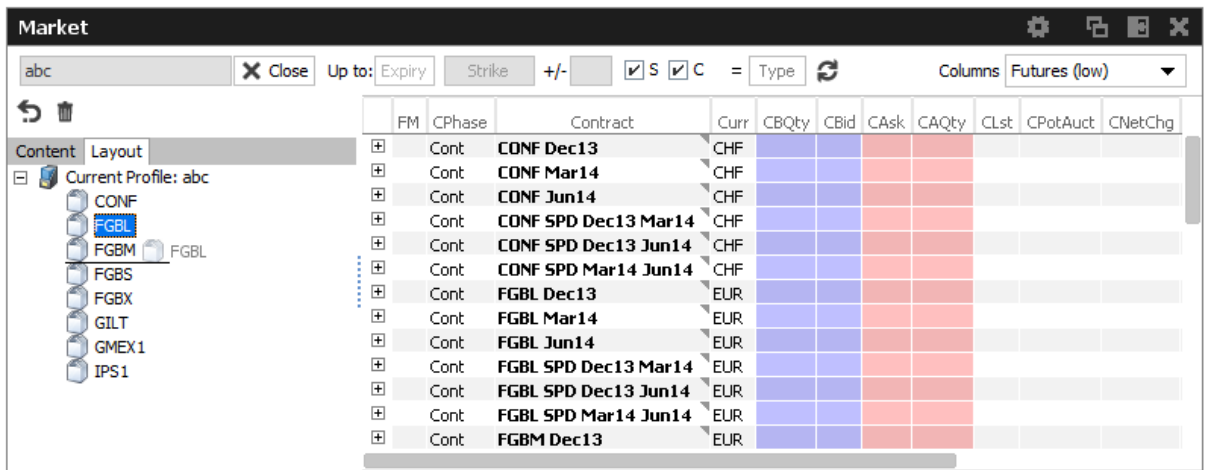 Market
abc Close Up to: Expiry Strike +/- S C = Type Columns Futures (low)
Content Layout
Current Profile: abc
CONF
FGBL
FGBM FGBL
FGBS
FGBX
GILT
GMEX1
IPS1
FM CPhase Contract Curr CBQty CBid CAsk CAQty CLst CPotAuct CNetChg
Cont CONF Dec13 CHF
Cont CONF Mar14 CHF
Cont CONF Jun14 CHF
Cont CONF SPD Dec13 Mar14 CHF
Cont CONF SPD Dec13 Jun14 CHF
Cont CONF SPD Mar14 Jun14 CHF
Cont FGBL Dec13 EUR
Cont FGBL Mar14 EUR
Cont FGBL Jun14 EUR
Cont FGBL SPD Dec13 Mar14 EUR
Cont FGBL SPD Dec13 Jun14 EUR
Cont FGBL SPD Mar14 Jun14 EUR
Cont FGBM Dec13 EUR